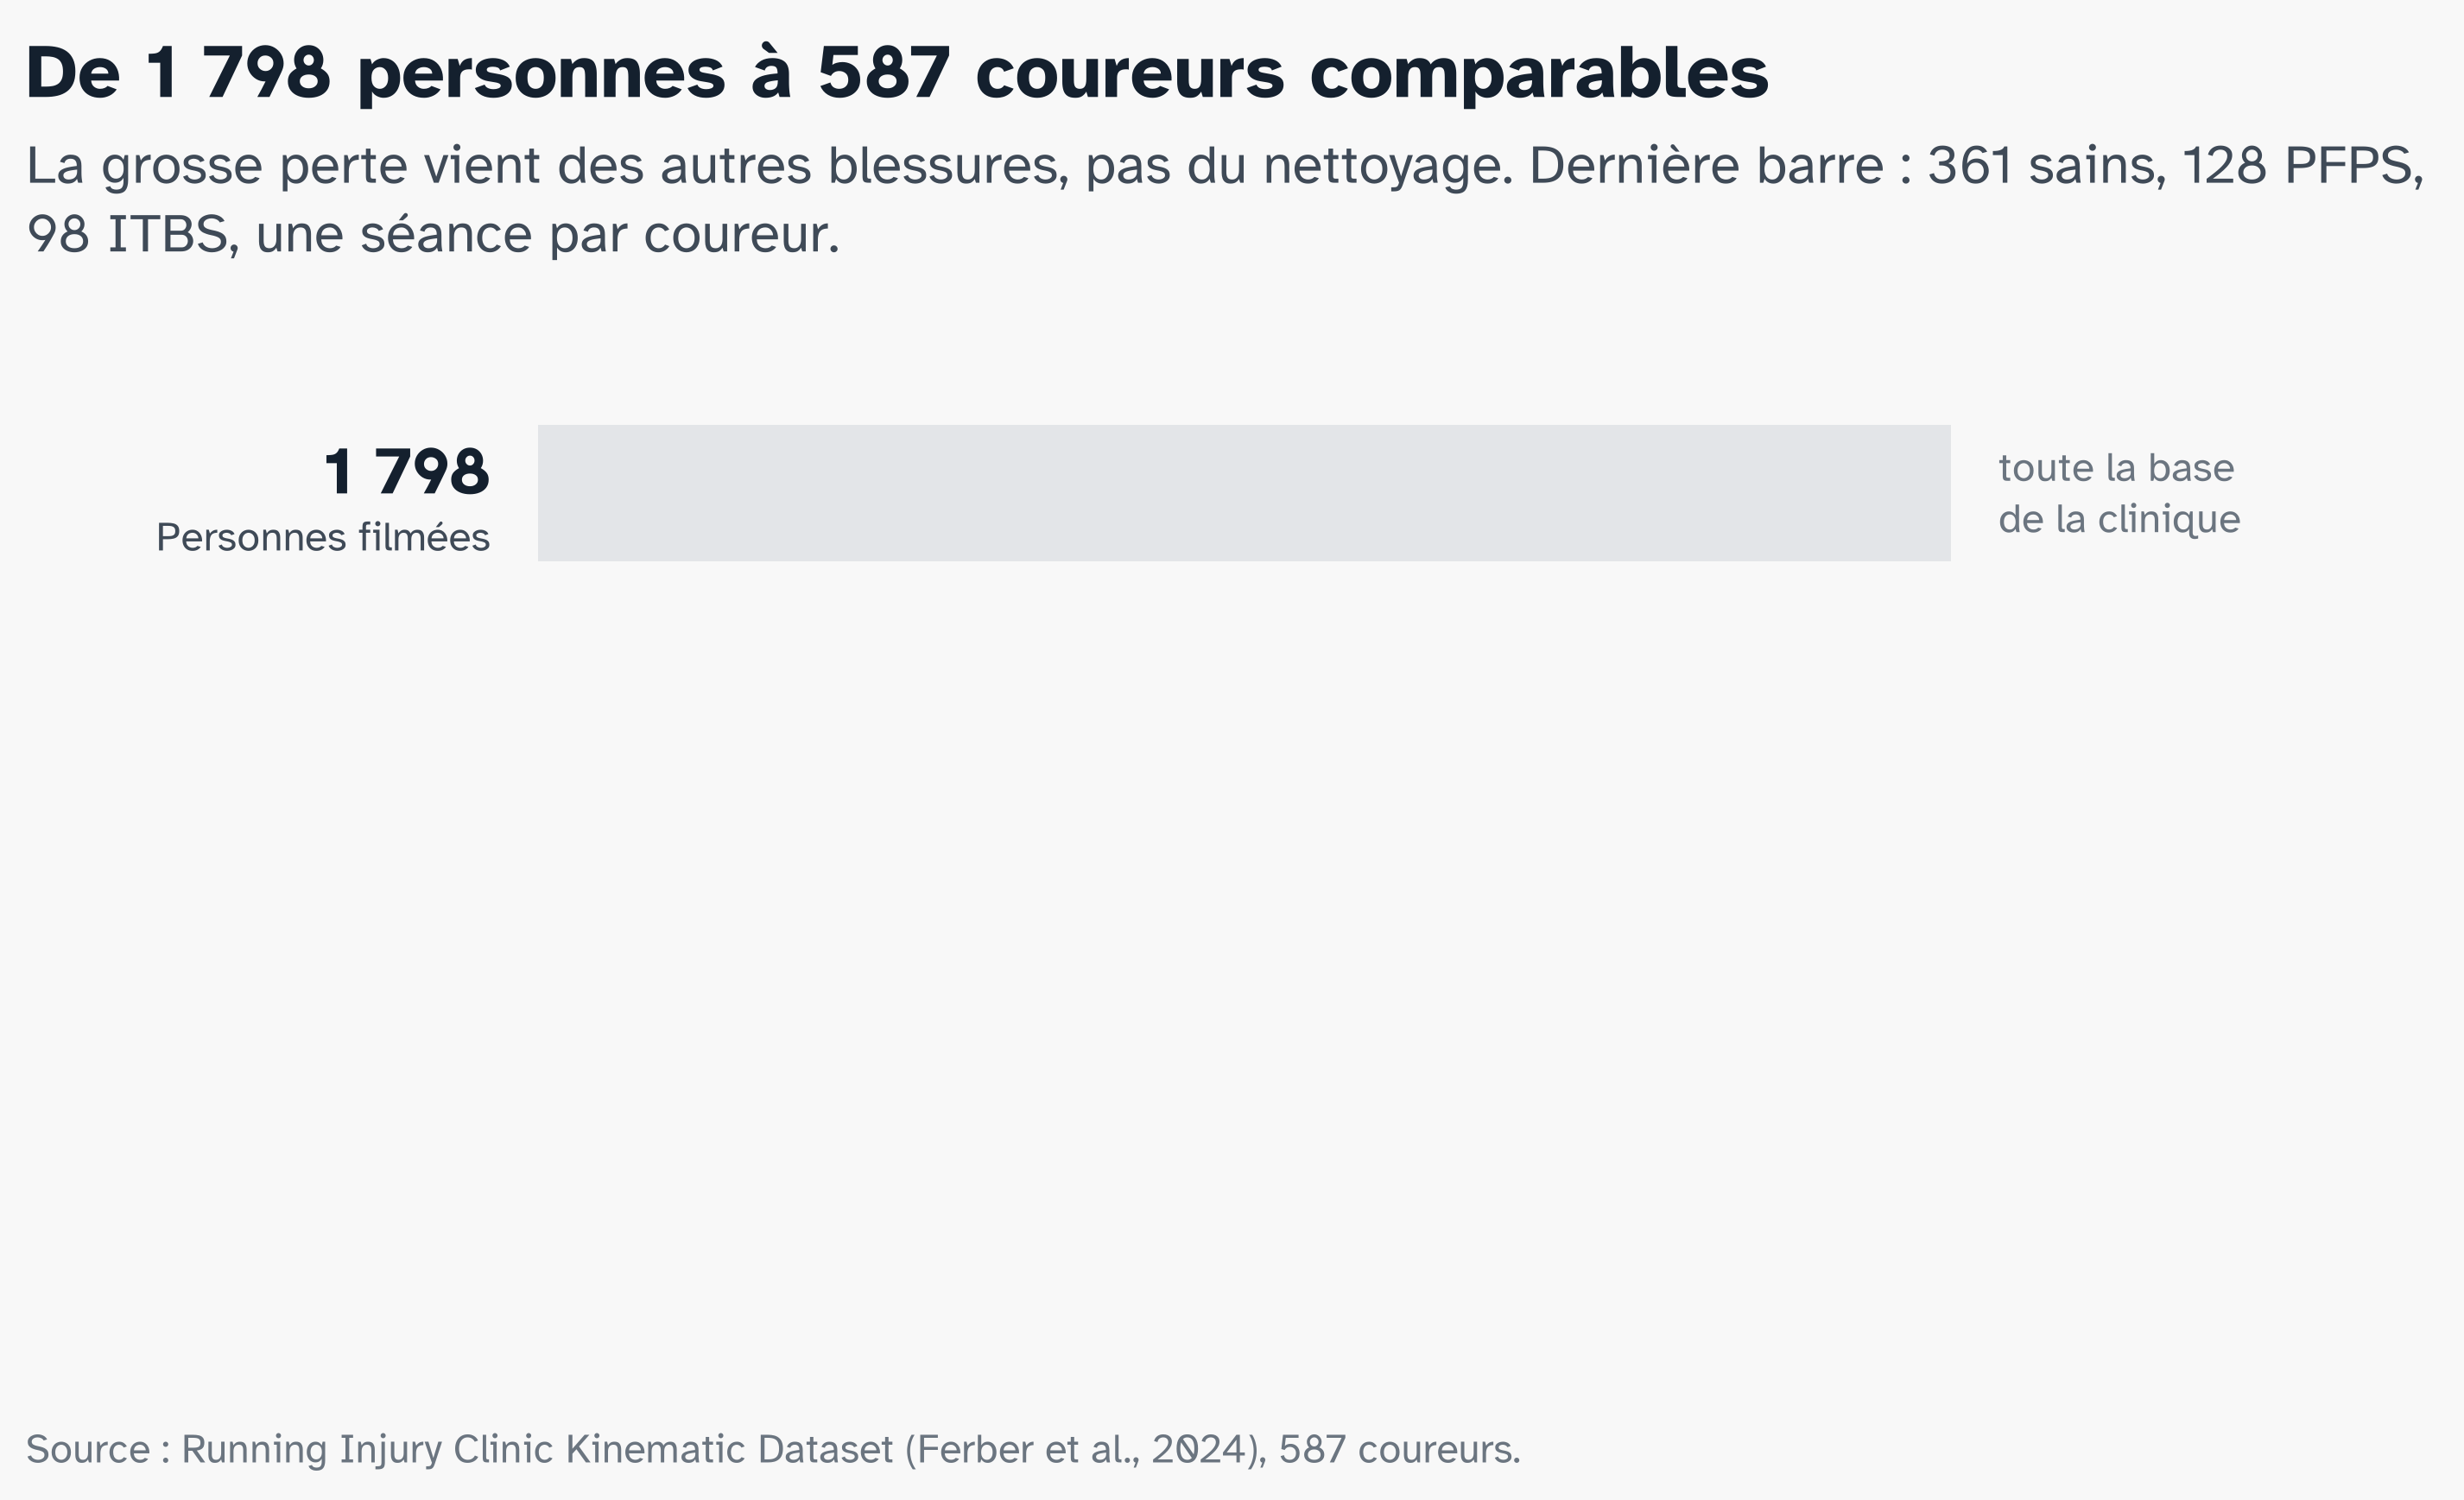 De 1 798 personnes à 587 coureurs comparables
La grosse perte vient des autres blessures, pas du nettoyage. Dernière barre : 361 sains, 128 PFPS,
98 ITBS, une séance par coureur.
1 798
Personnes filmées
toute la base
de la clinique
Source : Running Injury Clinic Kinematic Dataset (Ferber et al., 2024), 587 coureurs.